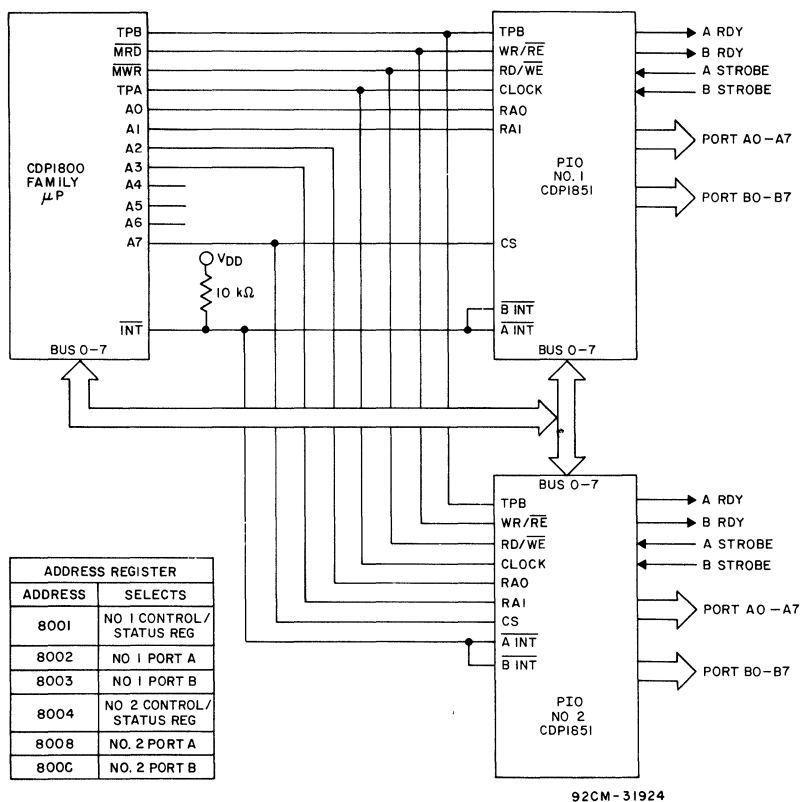 CDP1800
FAMILY
μP
TPB
MRD
MWR
TPA
A0
A1
A2
A3
A4
A5
A6
A7
INT
BUS 0-7
VDD
10 kΩ
TPB
WR/RE
RD/WE
CLOCK
RA0
RA1
CS
B INT
A INT
BUS 0-7
PIO
NO. 1
CDP1851
A RDY
B RDY
A STROBE
B STROBE
PORT A0-A7
PORT B0-B7
BUS 0-7
TPB
WR/RE
RD/WE
CLOCK
RA0
RA1
CS
A INT
B INT
PIO
NO 2
CDP1851
A RDY
B RDY
A STROBE
B STROBE
PORT A0-A7
PORT B0-B7
ADDRESS REGISTER
ADDRESS SELECTS
8001 NO 1 CONTROL/
STATUS REG
8002 NO 1 PORT A
8003 NO 1 PORT B
8004 NO 2 CONTROL/
STATUS REG
8008 NO. 2 PORT A
800C NO. 2 PORT B
92CM-31924